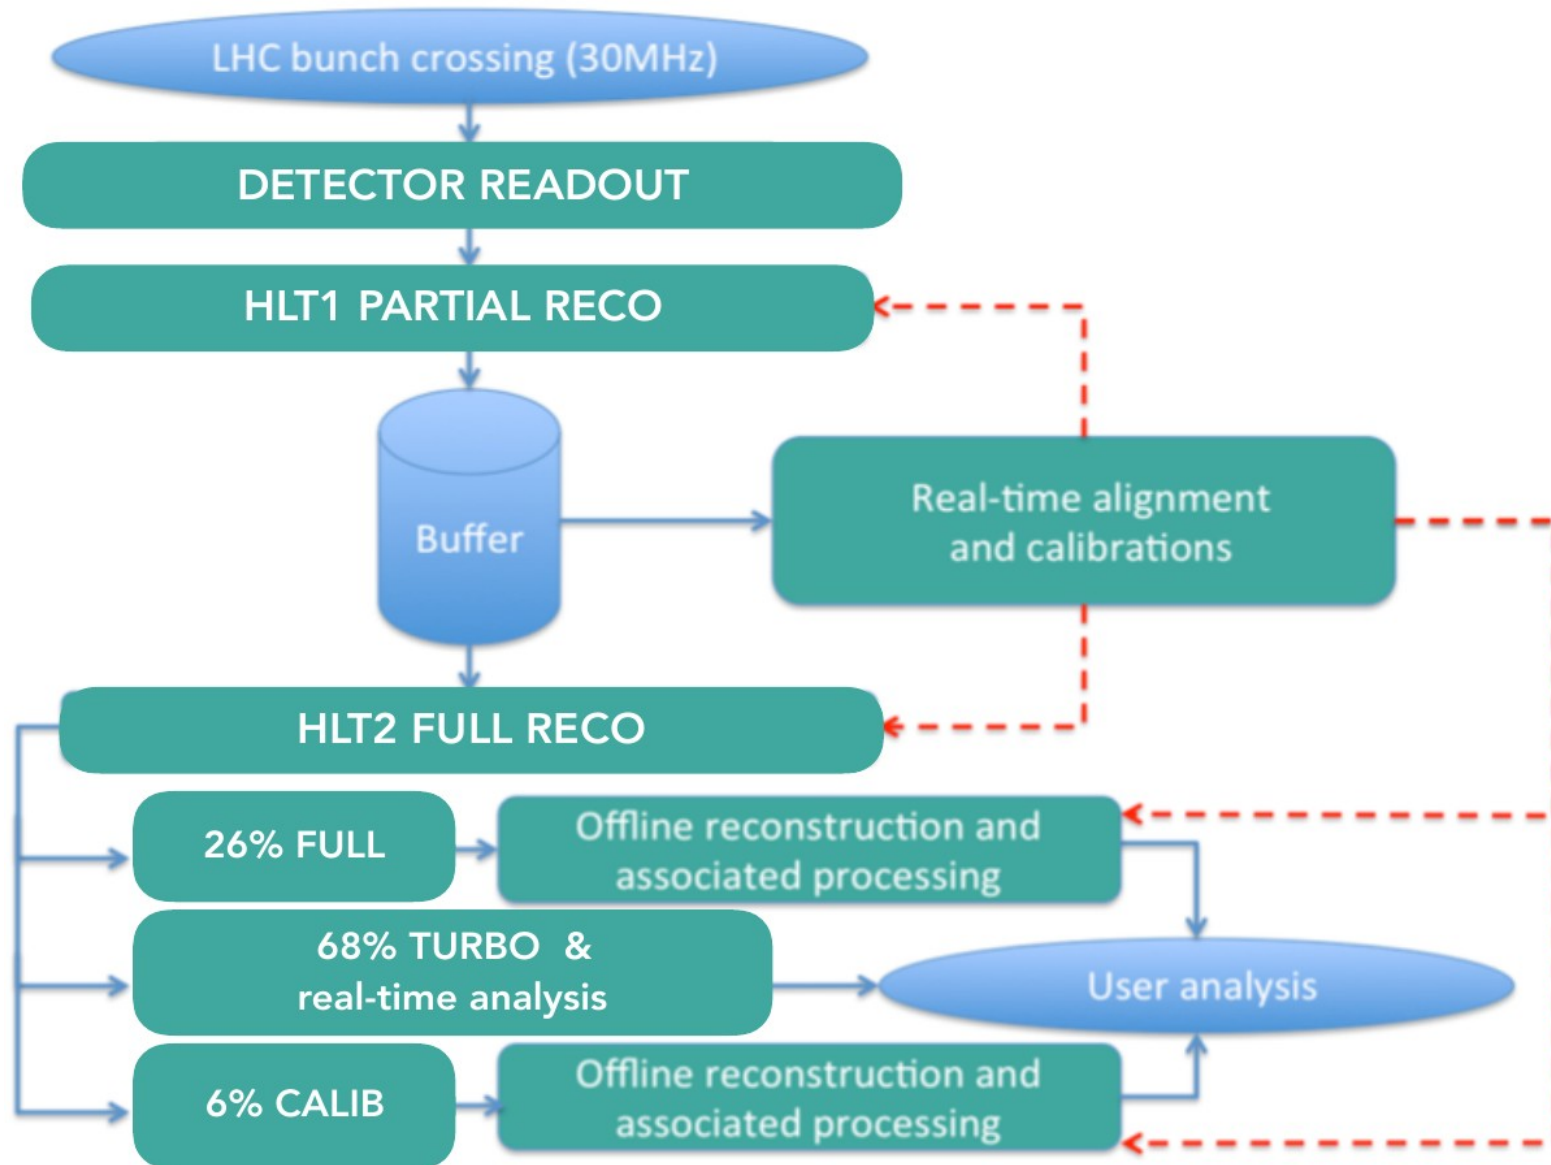 LHC bunch crossing (30MHz)
DETECTOR READOUT
HLT1 PARTIAL RECO
Buffer
Real-time alignment
and calibrations
HLT2 FULL RECO
26% FULL
Offline reconstruction and
associated processing
68% TURBO &
real-time analysis
User analysis
6% CALIB
Offline reconstruction and
associated processing